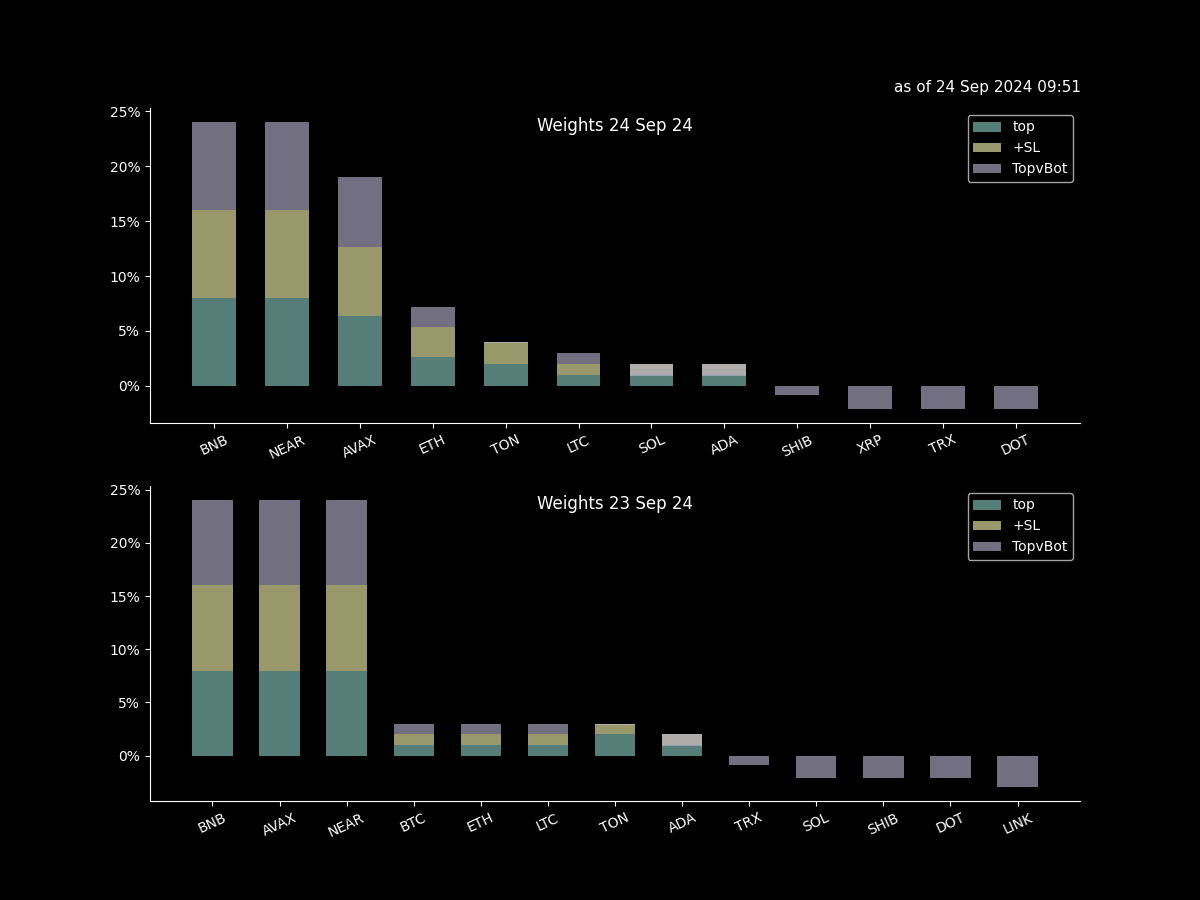 as of 24 Sep 2024 09:51
Weights 24 Sep 24
25%
20%
15%
10%
5%
0%
top
+SL
TopvBot
BNB NEAR AVAX ETH TON LTC SOL ADA SHIB XRP TRX DOT
Weights 23 Sep 24
25%
20%
15%
10%
5%
0%
top
+SL
TopvBot
BNB AVAX NEAR BTC ETH LTC TON ADA TRX SOL SHIB DOT LINK